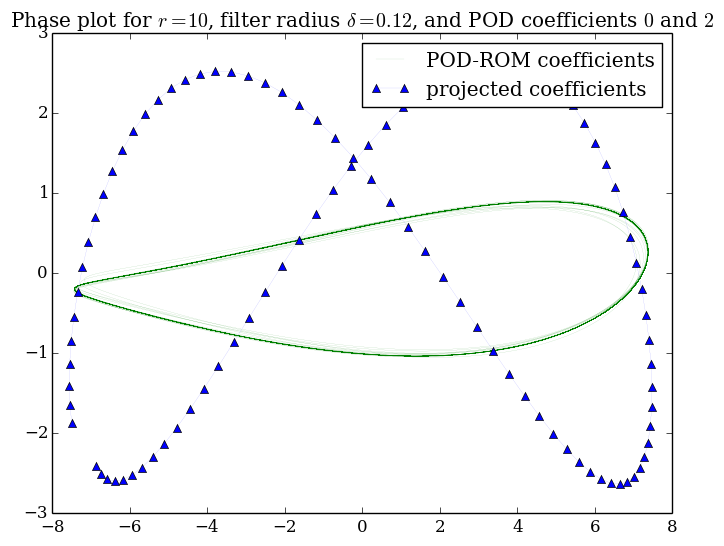 Phase plot for r = 10, filter radius δ = 0.12, and POD coefficients 0 and 2
POD-ROM coefficients
projected coefficients
3
2
1
0
−1
−2
−3
−8 −6 −4 −2 0 2 4 6 8